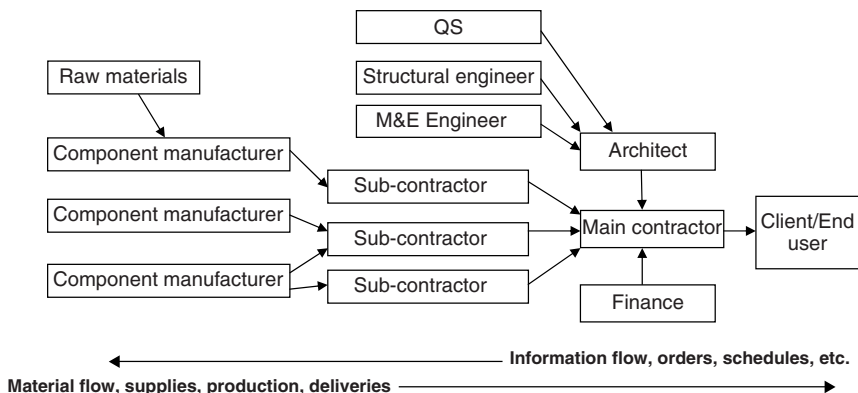 QS
Raw materials
Structural engineer
M&E Engineer
Component manufacturer
Architect
Sub-contractor
Component manufacturer
Sub-contractor
Main contractor
Client/End
user
Component manufacturer
Sub-contractor
Finance
Information flow, orders, schedules, etc.
Material flow, supplies, production, deliveries